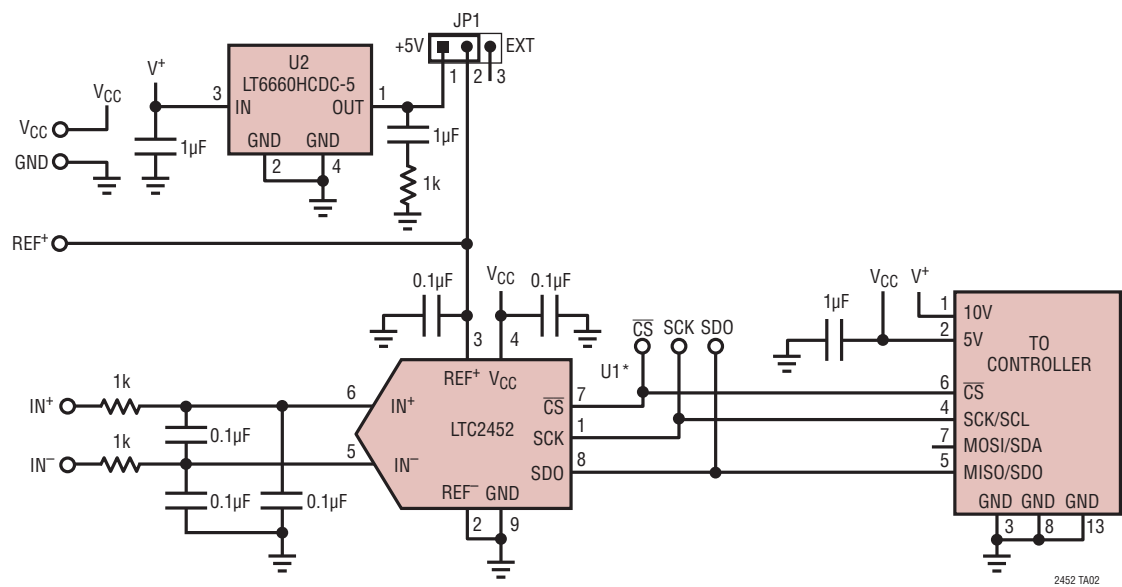 JP1
+5V
EXT
1
2
3
U2
LT6660HCDC-5
V⁺
VCC
3
IN
OUT
1
VCC
1µF
GND
GND
1µF
GND
2
4
1k
REF⁺
0.1µF
VCC
0.1µF
3
4
CS
SCK
SDO
U1*
1µF
VCC
V⁺
1
10V
2
5V
TO
CONTROLLER
REF⁺
VCC
1k
6
IN⁺
IN⁺
CS
7
6
CS
0.1µF
LTC2452
SCK
1
4
SCK/SCL
1k
7
MOSI/SDA
IN⁻
5
IN⁻
SDO
8
5
MISO/SDO
0.1µF
0.1µF
REF⁻
GND
2
9
GND
GND
GND
3
8
13
2452 TA02